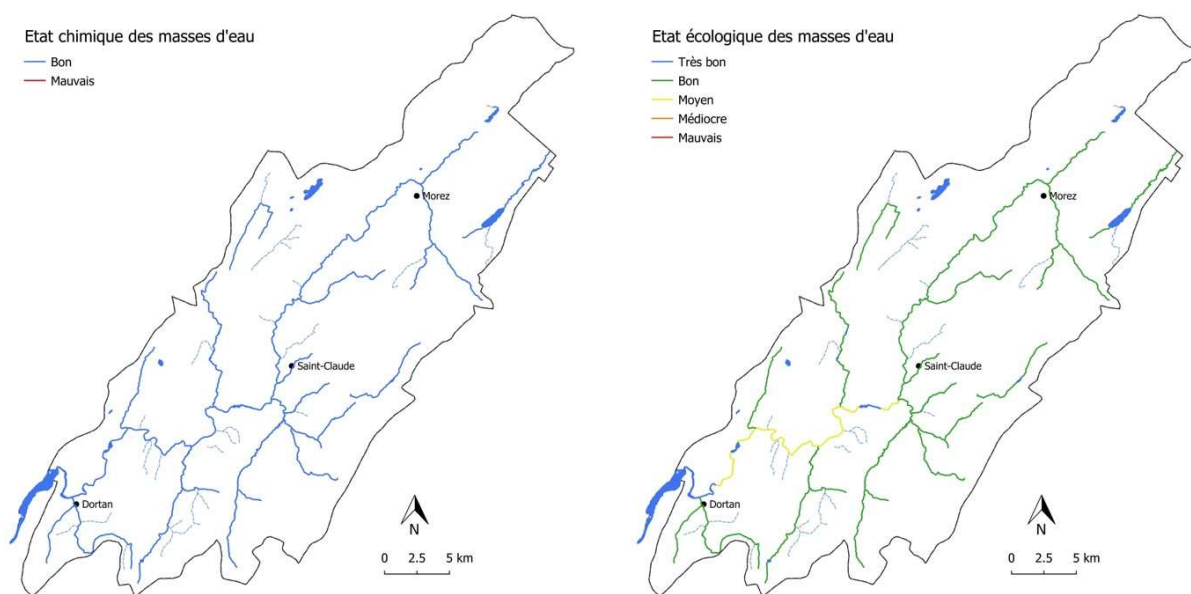 Etat chimique des masses d'eau
Bon
Mauvais
Morez
Saint-Claude
Dortan
N
0 2.5 5 km
Etat écologique des masses d'eau
Très bon
Bon
Moyen
Médiocre
Mauvais
Morez
Saint-Claude
Dortan
N
0 2.5 5 km